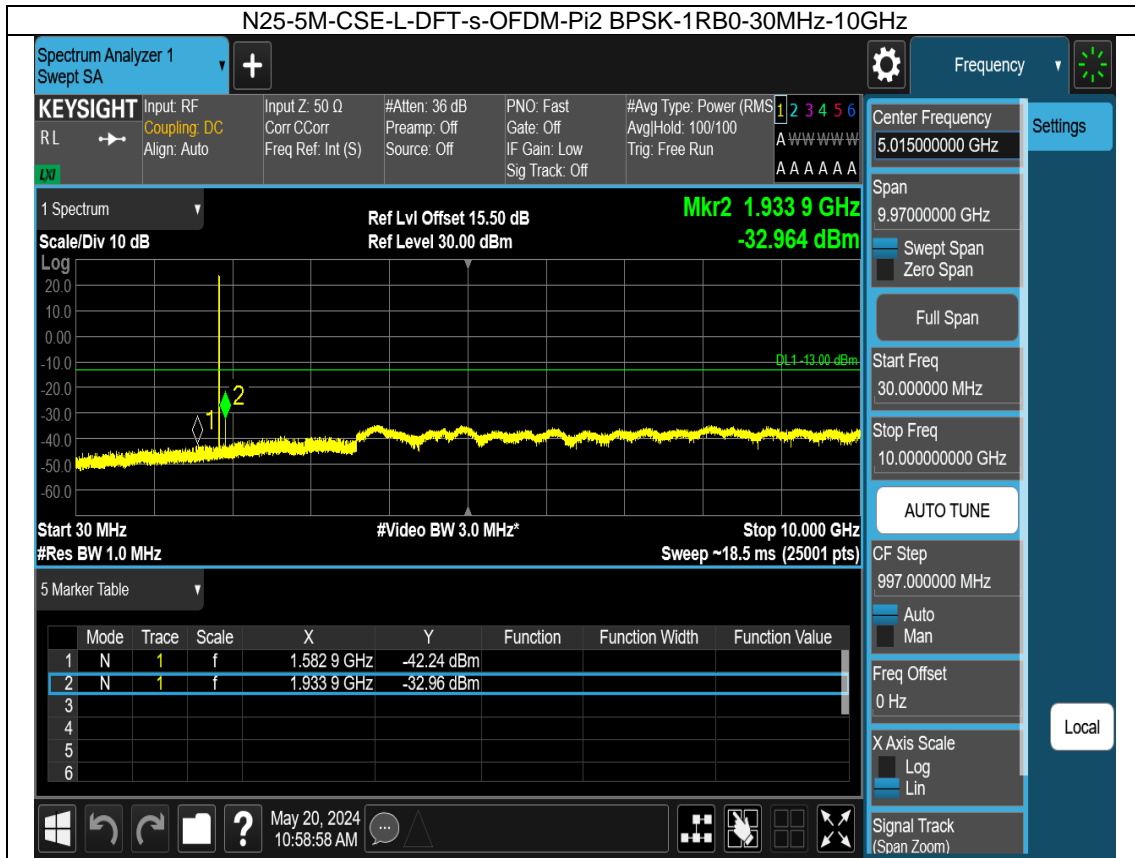 N25-5M-CSE-L-DFT-s-OFDM-Pi2 BPSK-1RB0-30MHz-10GHz
Spectrum Analyzer 1
Swept SA
+
Frequency
KEYSIGHT
RL
LXI
Input: RF
Coupling: DC
Align: Auto
Input Z: 50 Ω
Corr CCorr
Freq Ref: Int (S)
#Atten: 36 dB
Preamp: Off
Source: Off
PNO: Fast
Gate: Off
IF Gain: Low
Sig Track: Off
#Avg Type: Power (RMS
Avg|Hold: 100/100
Trig: Free Run
1 2 3 4 5 6
A W W W W W
A A A A A A
1 Spectrum
Scale/Div 10 dB
Ref Lvl Offset 15.50 dB
Ref Level 30.00 dBm
Mkr2 1.933 9 GHz
-32.964 dBm
Log
20.0
10.0
0.00
-10.0
-20.0
-30.0
-40.0
-50.0
-60.0
DL1 -13.00 dBm
1
2
Start 30 MHz
#Res BW 1.0 MHz
#Video BW 3.0 MHz*
Stop 10.000 GHz
Sweep ~18.5 ms (25001 pts)
5 Marker Table
Mode Trace Scale X Y Function Function Width Function Value
1 N 1 f 1.582 9 GHz -42.24 dBm
2 N 1 f 1.933 9 GHz -32.96 dBm
3
4
5
6
?
May 20, 2024
10:58:58 AM
Center Frequency
5.015000000 GHz
Settings
Span
9.97000000 GHz
Swept Span
Zero Span
Full Span
Start Freq
30.000000 MHz
Stop Freq
10.000000000 GHz
AUTO TUNE
CF Step
997.000000 MHz
Auto
Man
Freq Offset
0 Hz
Local
X Axis Scale
Log
Lin
Signal Track
(Span Zoom)